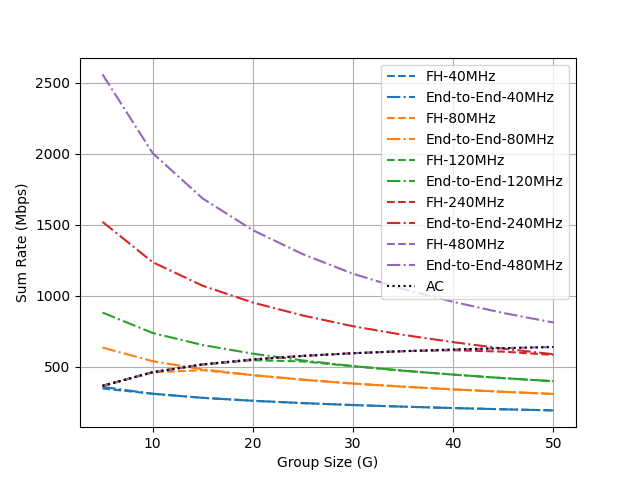 2500
2000
1500
1000
500
Sum Rate (Mbps)
FH-40MHz
End-to-End-40MHz
FH-80MHz
End-to-End-80MHz
FH-120MHz
End-to-End-120MHz
FH-240MHz
End-to-End-240MHz
FH-480MHz
End-to-End-480MHz
AC
10 20 30 40 50
Group Size (G)